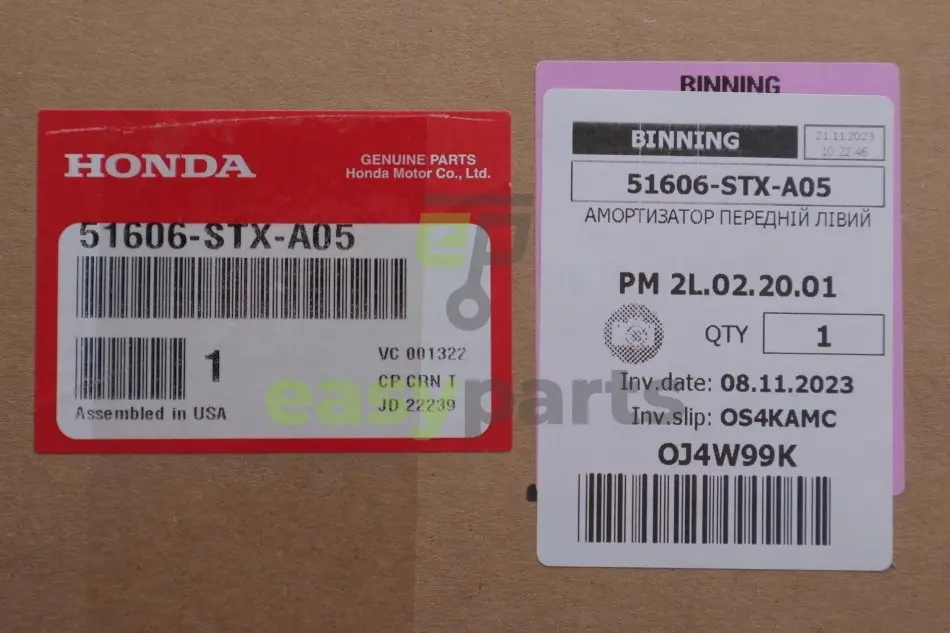 HONDA
GENUINE PARTS
Honda Motor Co., Ltd.
51606-STX-A05
1
VC 001322
CP CRN T
JD 22239
Assembled in USA
BINNING
BINNING
21.11.2023
10:22:46
51606-STX-A05
АМОРТИЗАТОР ПЕРЕДНІЙ ЛІВИЙ
PM 2L.02.20.01
QTY 1
Inv.date: 08.11.2023
Inv.slip: OS4KAMC
OJ4W99K
easyparts